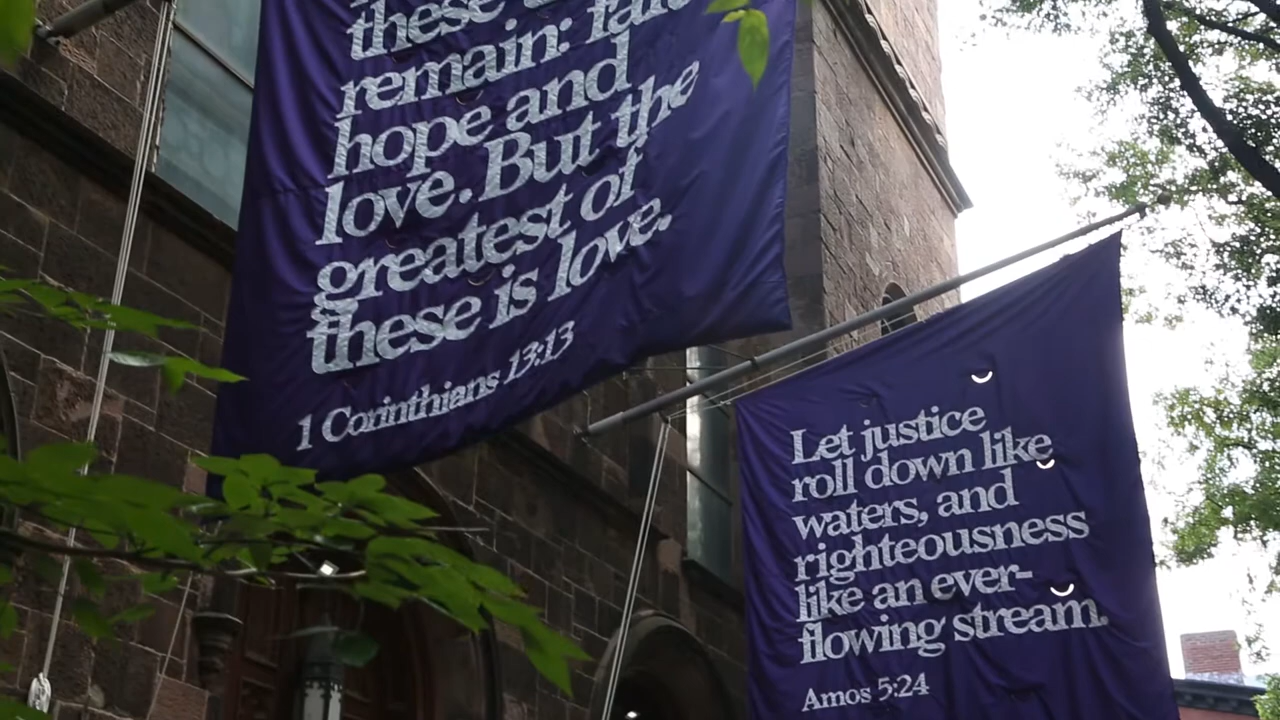 these
remain:
hope and
love. But the
greatest of
these is love.
1 Corinthians 13:13
Let justice
roll down like
waters, and
righteousness
like an ever-
flowing stream.
Amos 5:24